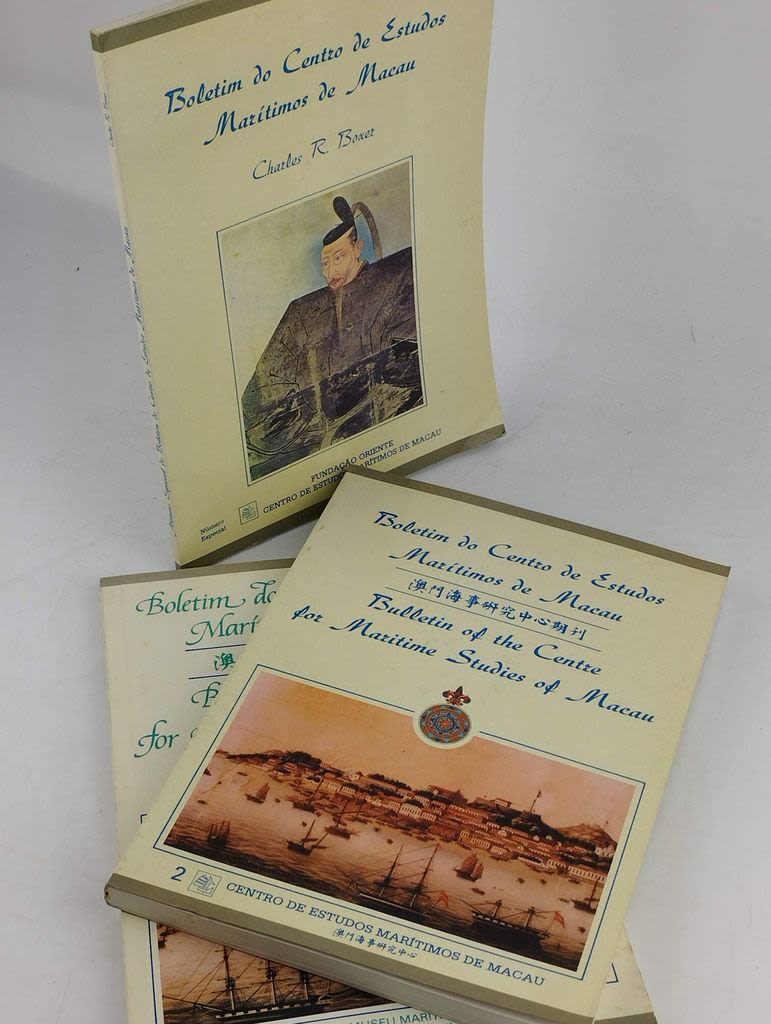 Boletim do Centro de Estudos
Marítimos de Macau
Charles R. Boxer
FUNDAÇÃO ORIENTE
CENTRO DE ESTUDOS MARÍTIMOS DE MACAU
Número
Especial
Boletim do Centro de Estudos
Marítimos de Macau
澳門海事研究中心期刊
Bulletin of the Centre
for Maritime Studies of Macau
2
CENTRO DE ESTUDOS MARÍTIMOS DE MACAU
澳門海事研究中心
Boletim do
Marí
澳
B
for
MUSEU MARÍT